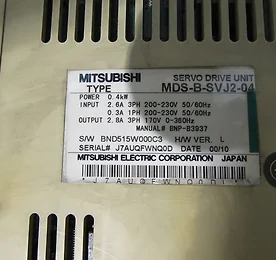 MITSUBISHI SERVO DRIVE UNIT
TYPE MDS-B-SVJ2-04
POWER 0.4kW
INPUT 2.6A 3PH 200-230V 50/60Hz
0.3A 1PH 200-230V 50/60Hz
OUTPUT 2.8A 3PH 170V 0-360Hz
MANUAL# BNP-B3937
S/W BND515W000C3 H/W VER. L
SERIAL# J7AUQFWNQ0D DATE 00/10
MITSUBISHI ELECTRIC CORPORATION JAPAN